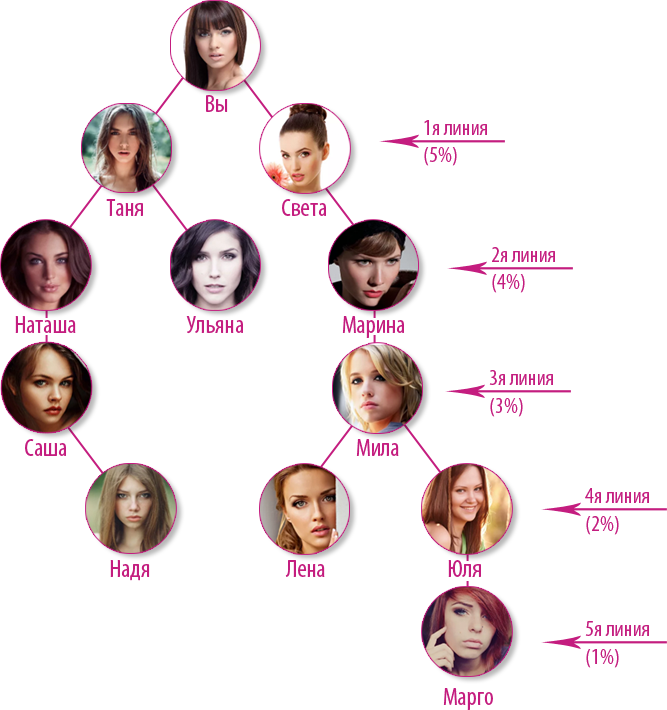 Вы
1я линия
(5%)
Таня
Света
2я линия
(4%)
Наташа
Ульяна
Марина
3я линия
(3%)
Саша
Мила
4я линия
(2%)
Надя
Лена
Юля
5я линия
(1%)
Марго